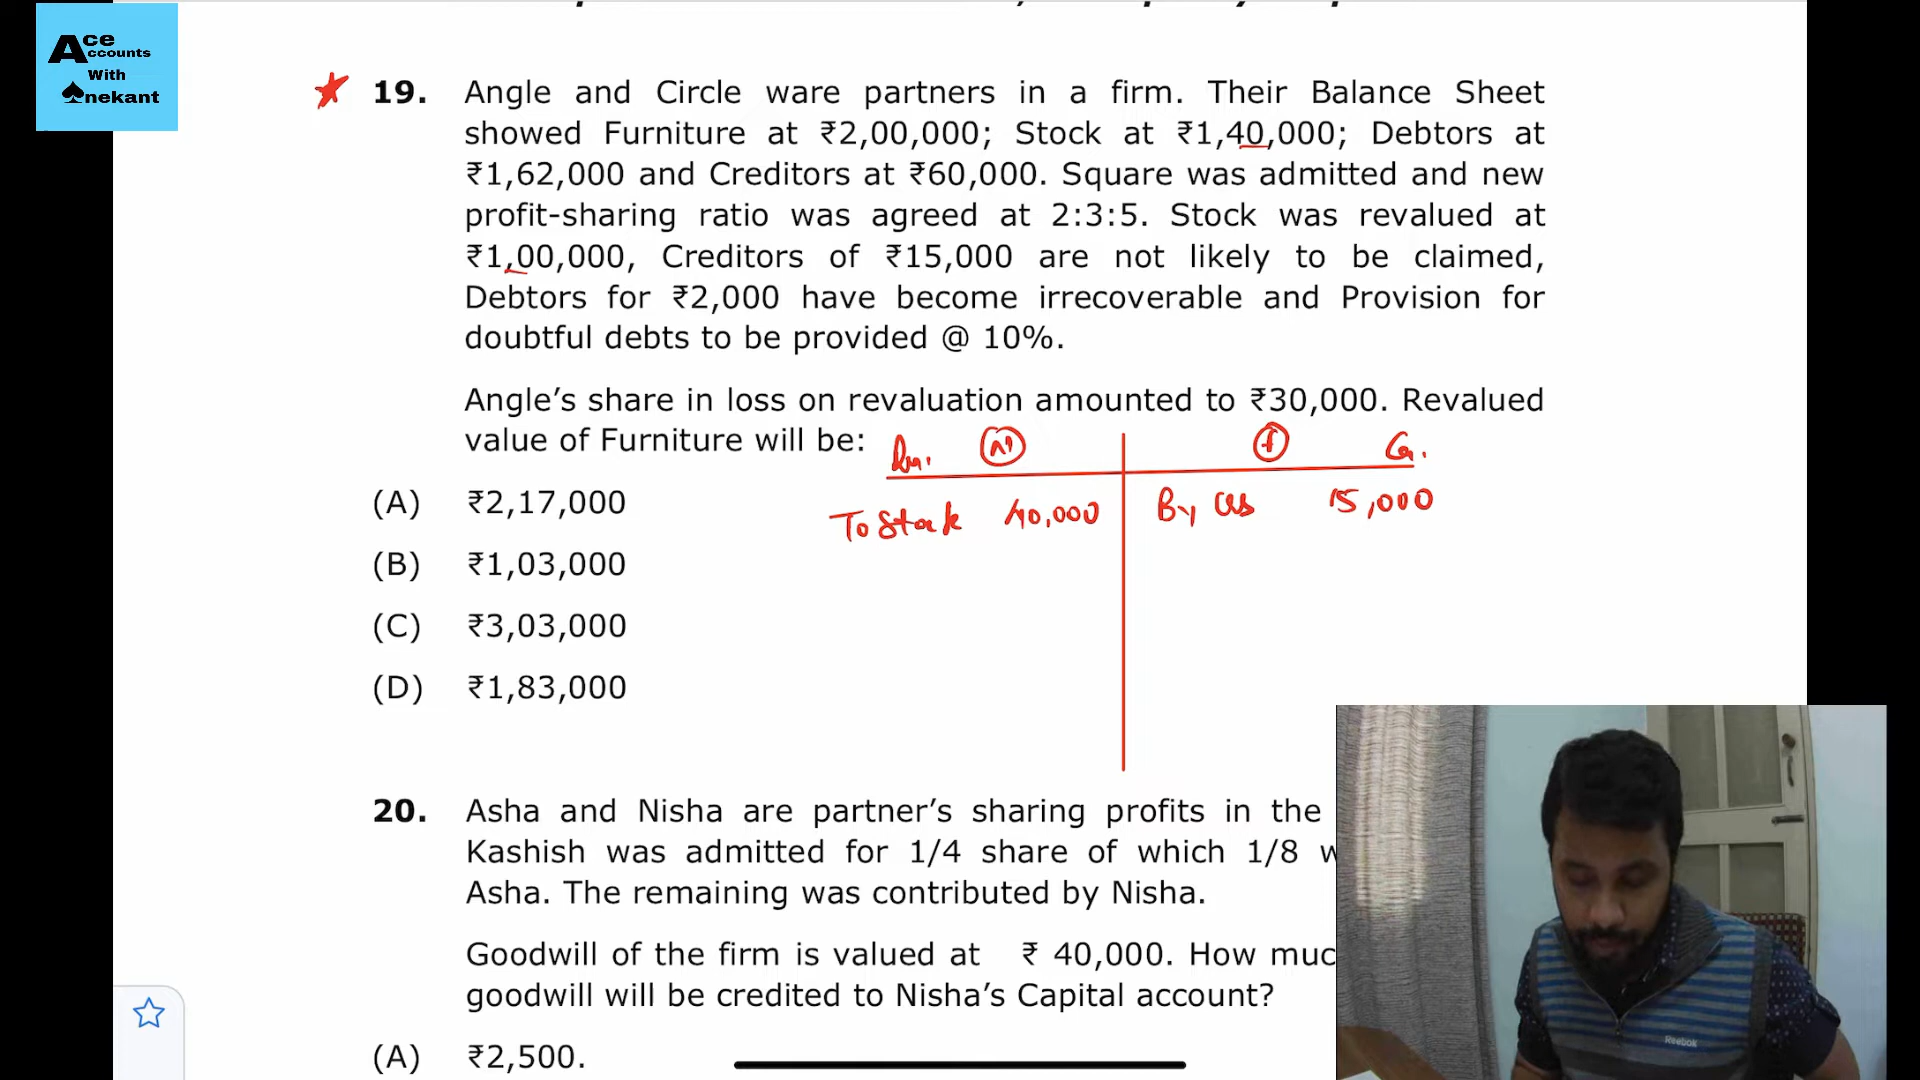 Ace
Accounts
With
Anekant
19. Angle and Circle ware partners in a firm. Their Balance Sheet
showed Furniture at ₹2,00,000; Stock at ₹1,40,000; Debtors at
₹1,62,000 and Creditors at ₹60,000. Square was admitted and new
profit-sharing ratio was agreed at 2:3:5. Stock was revalued at
₹1,00,000, Creditors of ₹15,000 are not likely to be claimed,
Debtors for ₹2,000 have become irrecoverable and Provision for
doubtful debts to be provided @ 10%.
Angle’s share in loss on revaluation amounted to ₹30,000. Revalued
value of Furniture will be:
Dr. Cr.
To Stock 40,000 By 15,000
(A) ₹2,17,000
(B) ₹1,03,000
(C) ₹3,03,000
(D) ₹1,83,000
20. Asha and Nisha are partner’s sharing profits in the
Kashish was admitted for 1/4 share of which 1/8
Asha. The remaining was contributed by Nisha.
Goodwill of the firm is valued at ₹ 40,000. How muc
goodwill will be credited to Nisha’s Capital account?
(A) ₹2,500.
Reebok